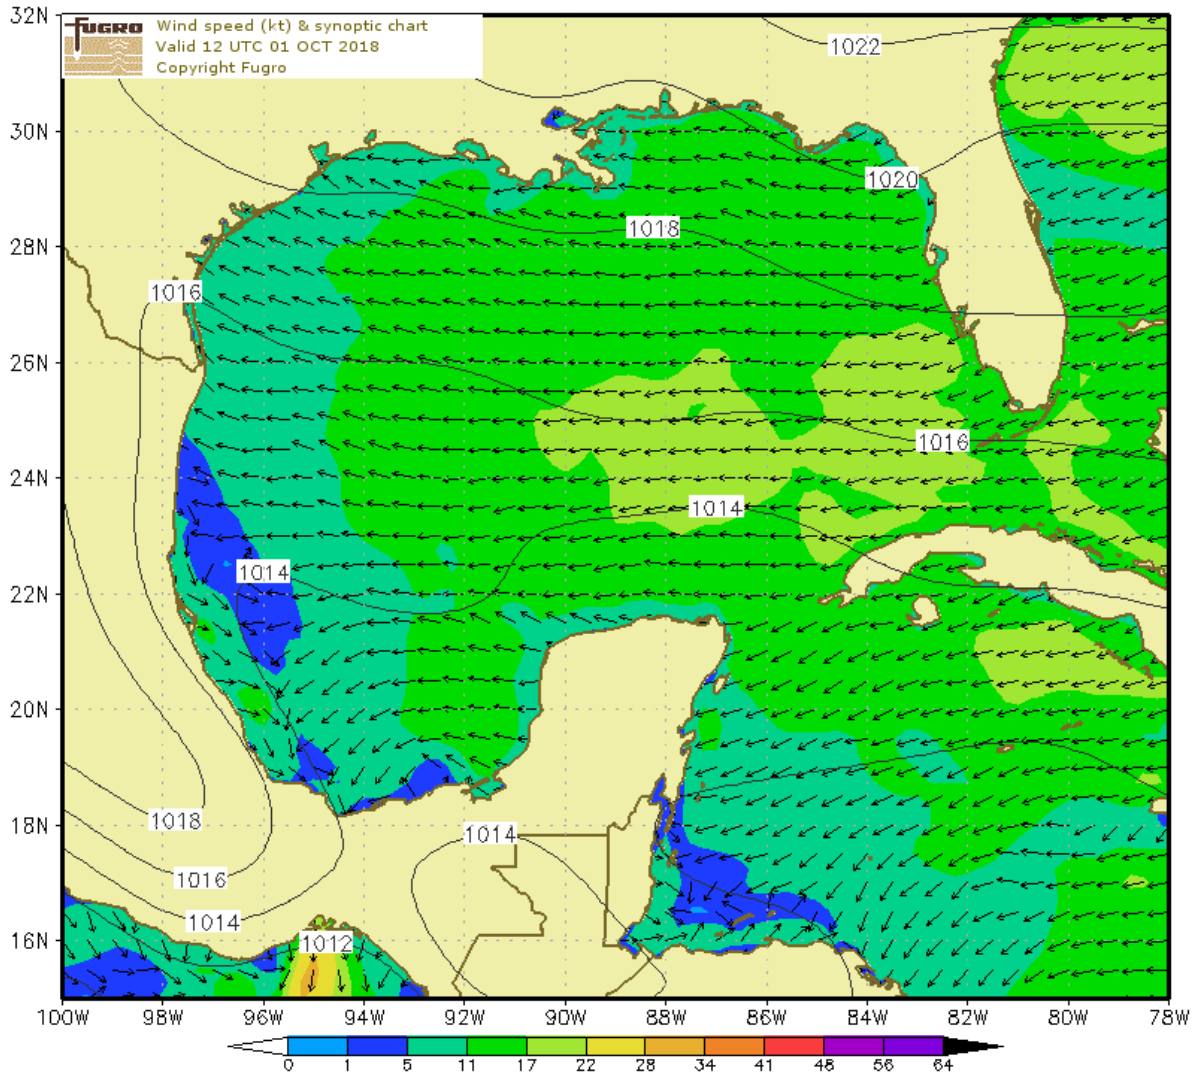 32N
FUGRO
Wind speed (kt) & synoptic chart
Valid 12 UTC 01 OCT 2018
Copyright Fugro
1022
30N
1020
1018
28N
1016
26N
1016
24N
1014
1014
22N
20N
18N
1018
1014
1016
1014
1012
16N
100W 98W 96W 94W 92W 90W 88W 86W 84W 82W 80W 78W
0 1 5 11 17 22 28 34 41 48 56 64